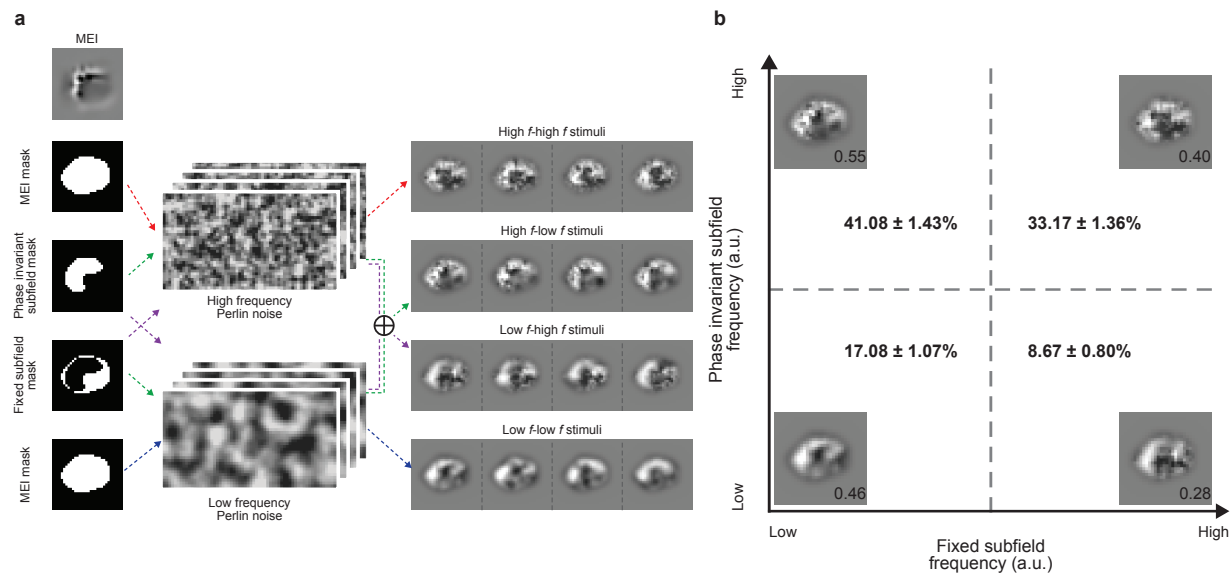 a
MEI
MEI mask
Phase invariant
subfield mask
Fixed subfield
mask
MEI mask
High frequency
Perlin noise
Low frequency
Perlin noise
High f-high f stimuli
High f-low f stimuli
Low f-high f stimuli
Low f-low f stimuli
b
High
Phase invariant subfield
frequency (a.u.)
Low
0.55
0.40
41.08 ± 1.43%
33.17 ± 1.36%
17.08 ± 1.07%
8.67 ± 0.80%
0.46
0.28
Low
High
Fixed subfield
frequency (a.u.)